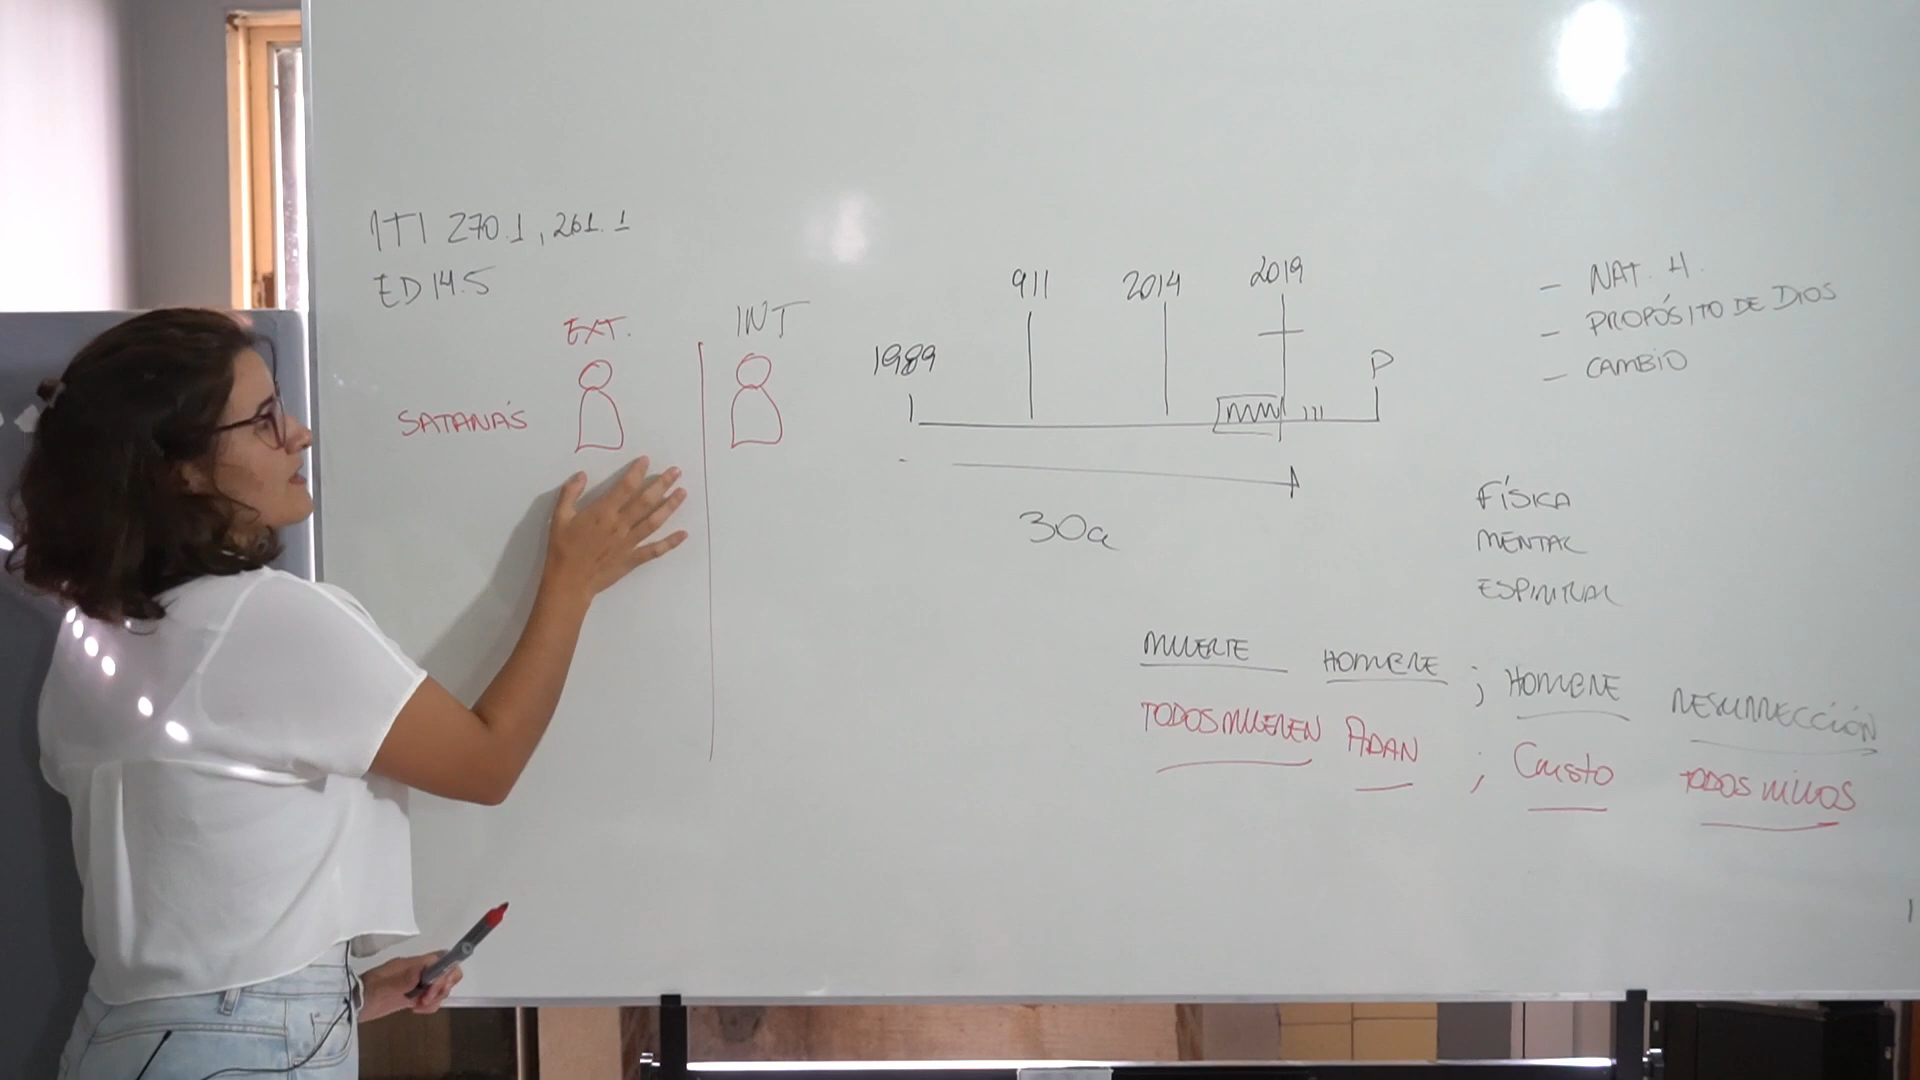 1T1 270.1, 261.1
ED 14.5
EXT. INT
SATANÁS
1989 911 2014 2019 P
30a
- NAT. H.
- PROPÓSITO DE DIOS
- CAMBIO
FÍSICA
MENTAL
ESPIRITUAL
MUERTE HOMBRE ; HOMBRE RESURRECCIÓN
TODOS MUEREN ADAN ; CRISTO TODOS VIVOS